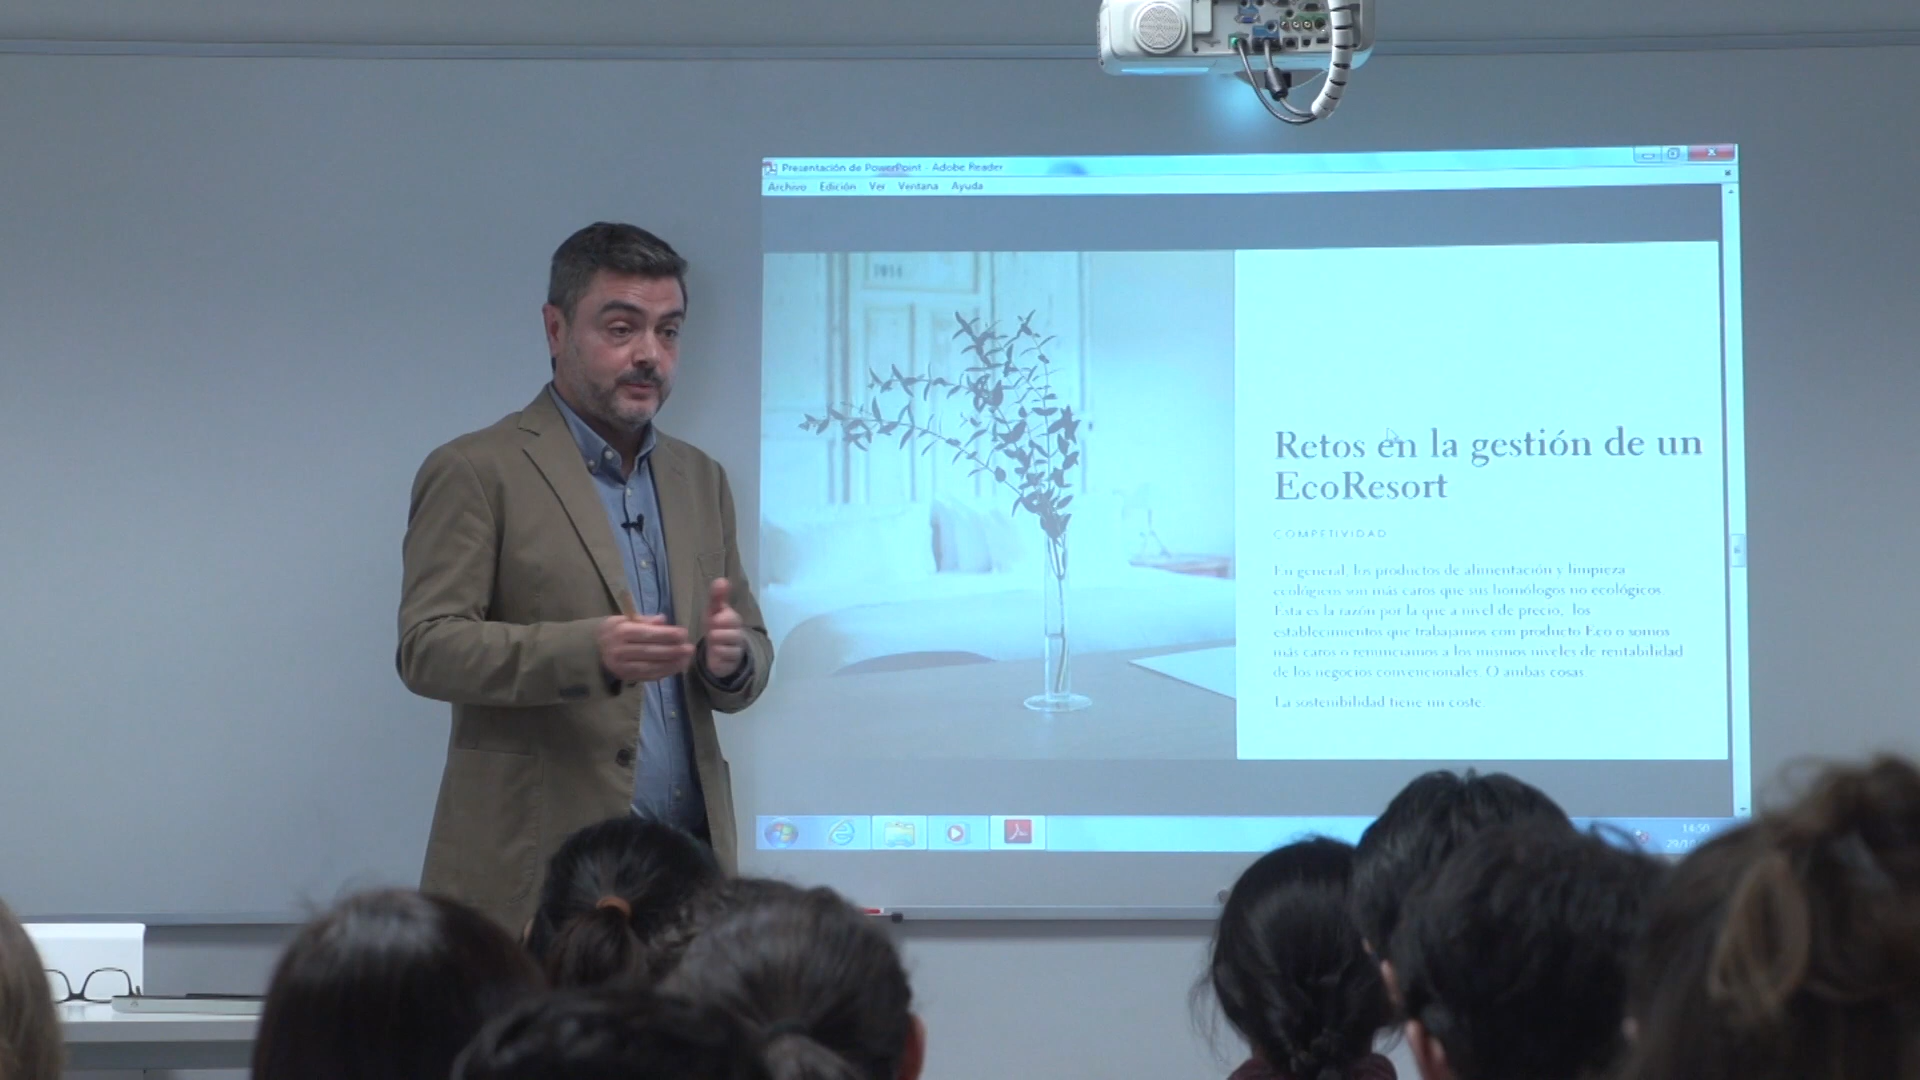 Presentación de PowerPoint - Adobe Reader
Archivo Edición Ver Ventana Ayuda
Retos en la gestión de un
EcoResort
COMPETIVIDAD
En general, los productos de alimentación y limpieza
ecológicos son más caros que sus homólogos no ecológicos.
Esta es la razón por la que a nivel de precio, los
establecimientos que trabajamos con producto Eco o somos
más caros o renunciamos a los mismos niveles de rentabilidad
de los negocios convencionales. O ambas cosas.
La sostenibilidad tiene un coste
14:50